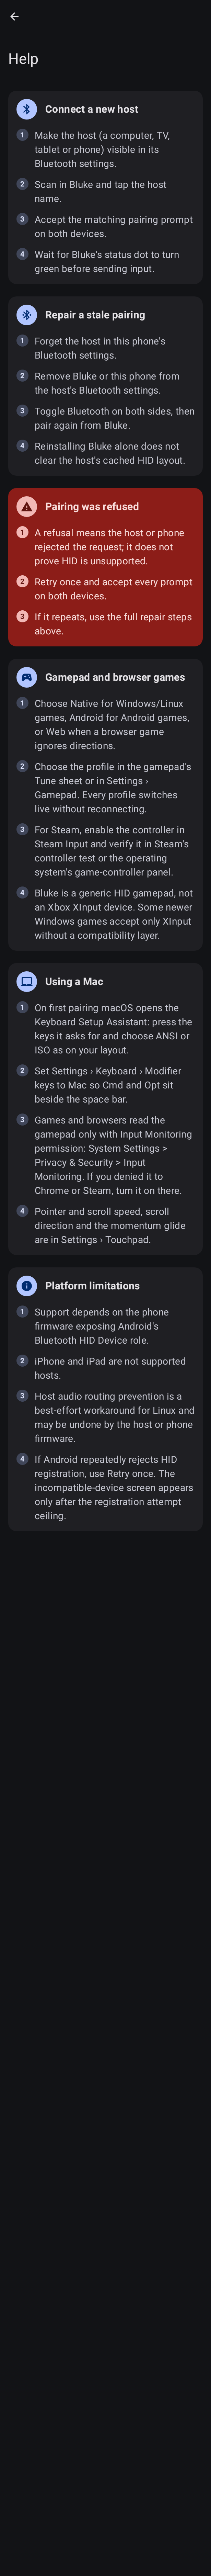 Help
Connect a new host
1 Make the host (a computer, TV,
tablet or phone) visible in its
Bluetooth settings.
2 Scan in Bluke and tap the host
name.
3 Accept the matching pairing prompt
on both devices.
4 Wait for Bluke's status dot to turn
green before sending input.
Repair a stale pairing
1 Forget the host in this phone's
Bluetooth settings.
2 Remove Bluke or this phone from
the host's Bluetooth settings.
3 Toggle Bluetooth on both sides, then
pair again from Bluke.
4 Reinstalling Bluke alone does not
clear the host's cached HID layout.
Pairing was refused
1 A refusal means the host or phone
rejected the request; it does not
prove HID is unsupported.
2 Retry once and accept every prompt
on both devices.
3 If it repeats, use the full repair steps
above.
Gamepad and browser games
1 Choose Native for Windows/Linux
games, Android for Android games,
or Web when a browser game
ignores directions.
2 Choose the profile in the gamepad's
Tune sheet or in Settings ›
Gamepad. Every profile switches
live without reconnecting.
3 For Steam, enable the controller in
Steam Input and verify it in Steam's
controller test or the operating
system's game-controller panel.
4 Bluke is a generic HID gamepad, not
an Xbox XInput device. Some newer
Windows games accept only XInput
without a compatibility layer.
Using a Mac
1 On first pairing macOS opens the
Keyboard Setup Assistant: press the
keys it asks for and choose ANSI or
ISO as on your layout.
2 Set Settings › Keyboard › Modifier
keys to Mac so Cmd and Opt sit
beside the space bar.
3 Games and browsers read the
gamepad only with Input Monitoring
permission: System Settings >
Privacy & Security > Input
Monitoring. If you denied it to
Chrome or Steam, turn it on there.
4 Pointer and scroll speed, scroll
direction and the momentum glide
are in Settings › Touchpad.
Platform limitations
1 Support depends on the phone
firmware exposing Android's
Bluetooth HID Device role.
2 iPhone and iPad are not supported
hosts.
3 Host audio routing prevention is a
best-effort workaround for Linux and
may be undone by the host or phone
firmware.
4 If Android repeatedly rejects HID
registration, use Retry once. The
incompatible-device screen appears
only after the registration attempt
ceiling.